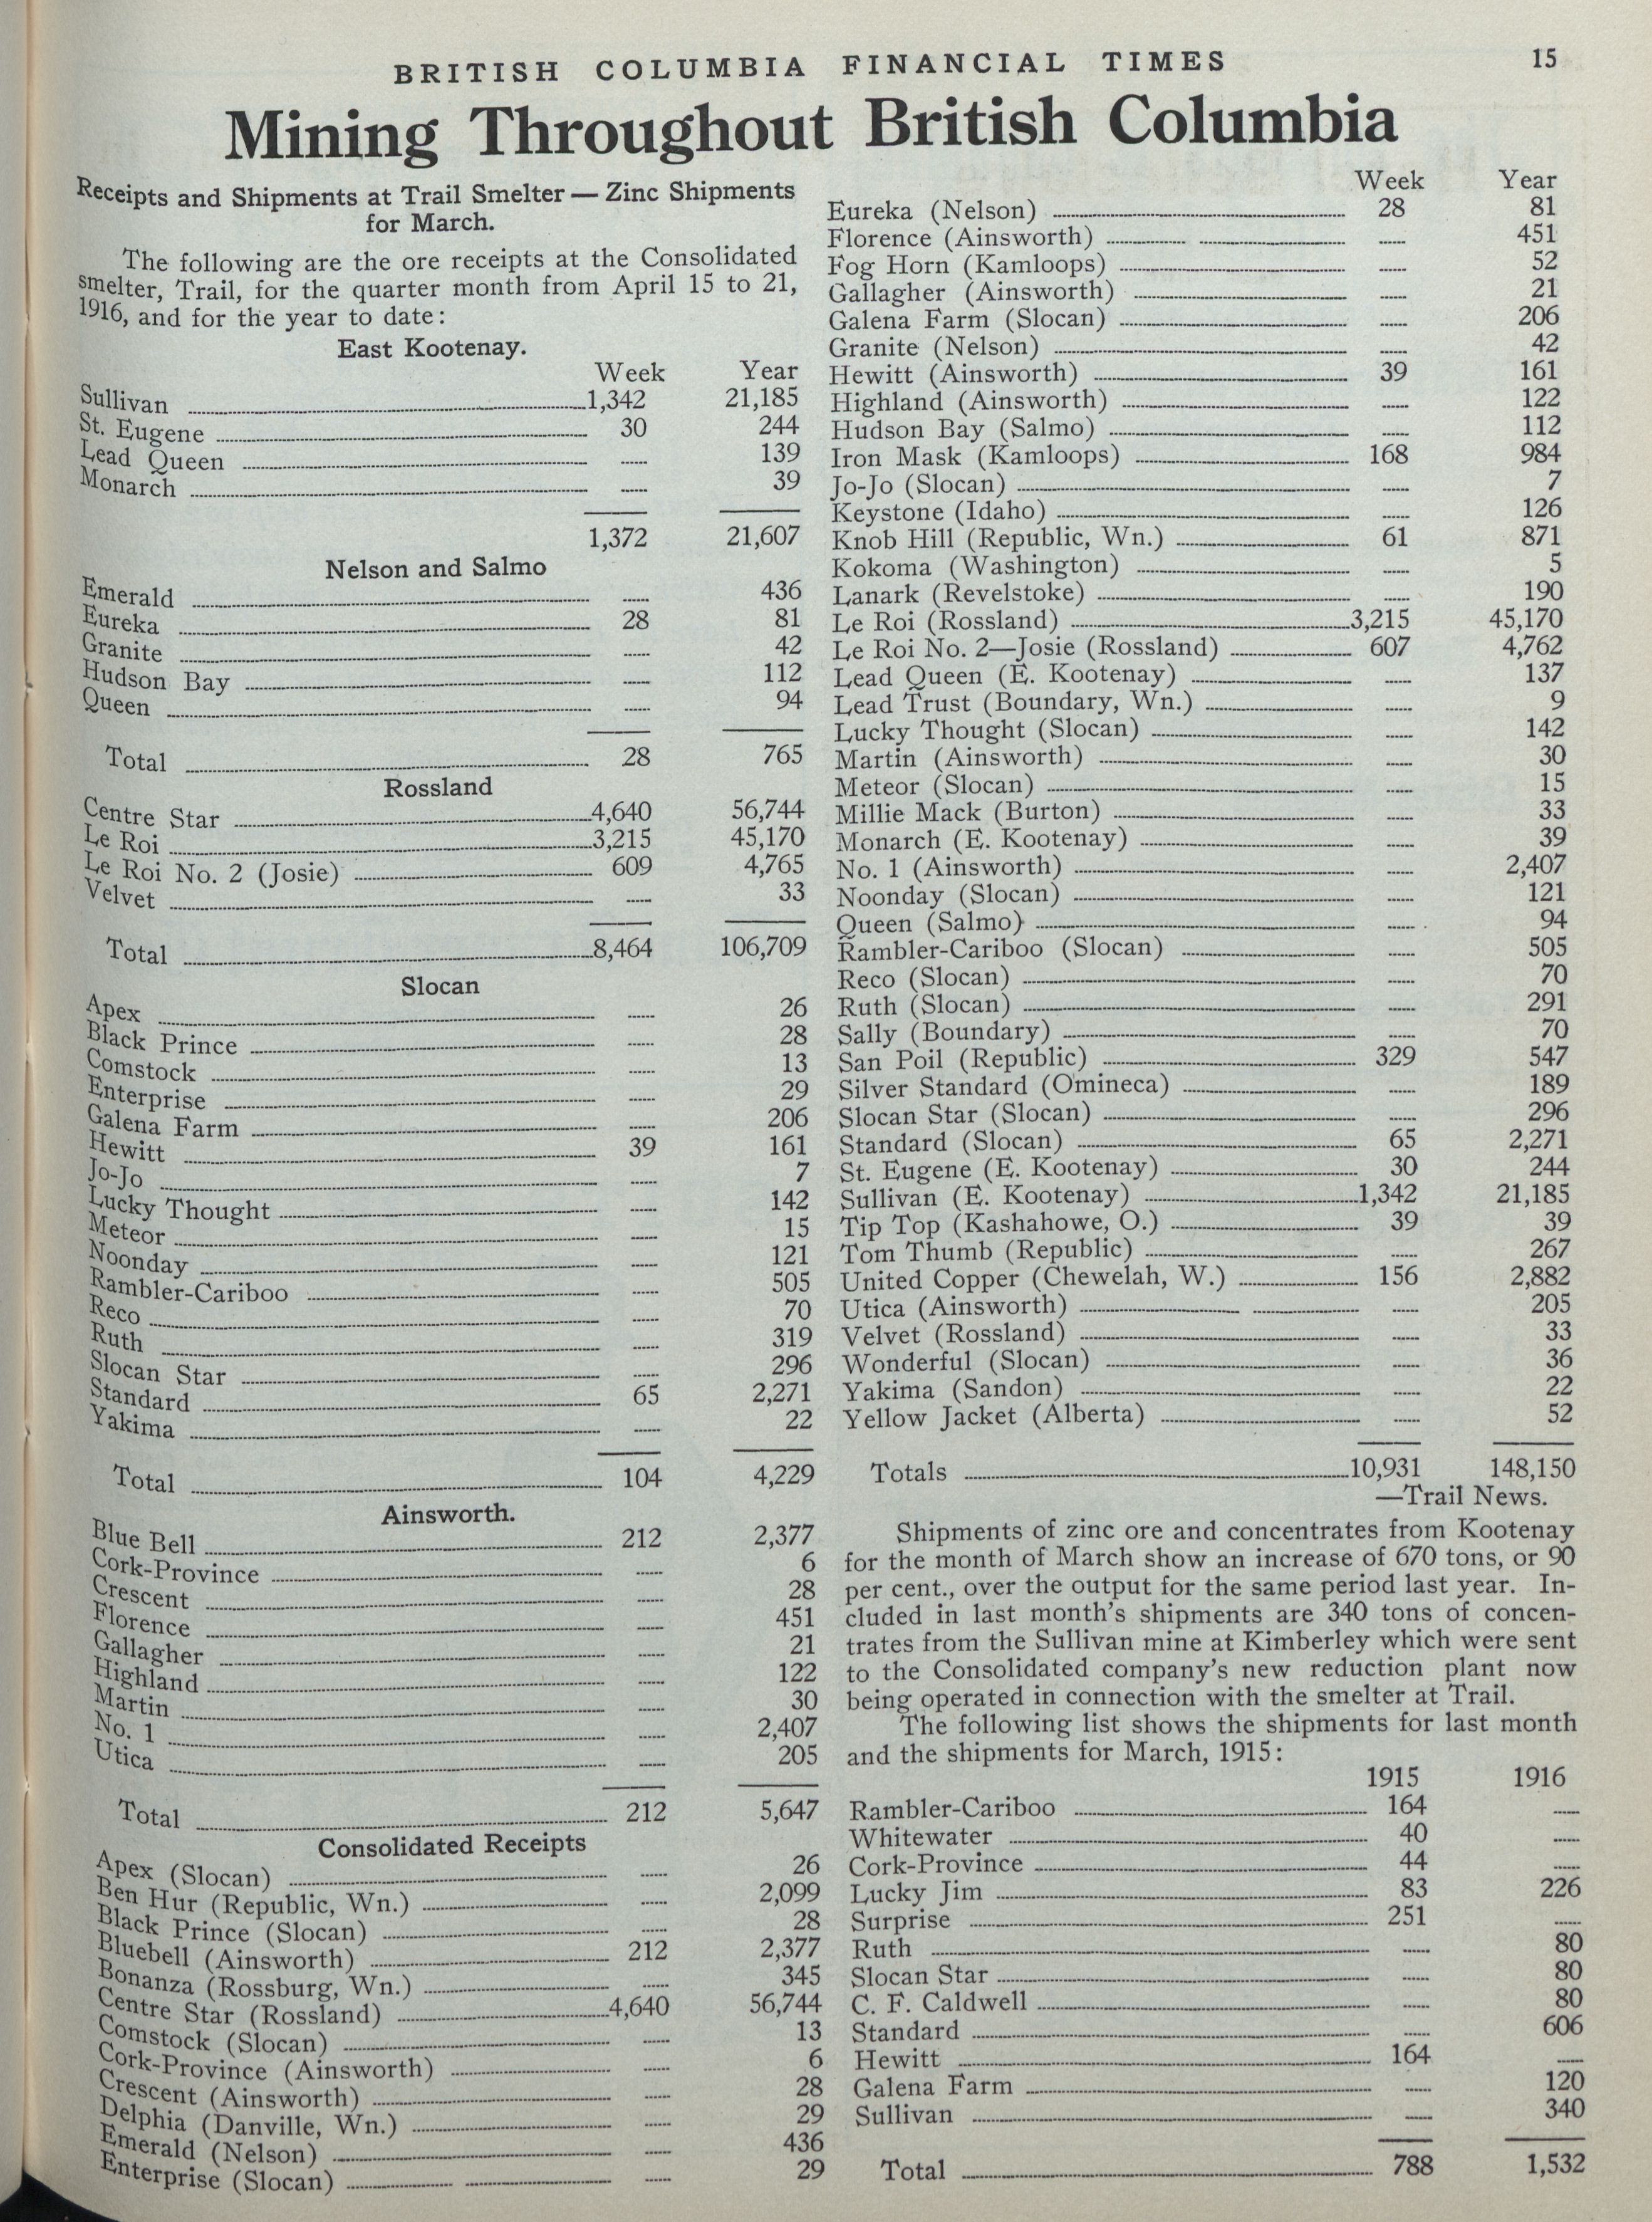 BRITISH COLUMBIA FINANCIAL TIMES 15
Mining Throughout British Columbia
Receipts and Shipments at Trail Smelter — Zinc Shipments
for March.
The following are the ore receipts at the Consolidated
smelter, Trail, for the quarter month from April 15 to 21,
1916, and for the year to date:
East Kootenay.
Week Year
Sullivan 1,342 21,185
St. Eugene 30 244
Lead Queen ...... 139
Monarch ...... 39
1,372 21,607
Nelson and Salmo
Emerald ...... 436
Eureka 28 81
Granite ...... 42
Hudson Bay ...... 112
Queen ...... 94
Total 28 765
Rossland
Centre Star 4,640 56,744
Le Roi 3,215 45,170
Le Roi No. 2 (Josie) 609 4,765
Velvet ...... 33
Total 8,464 106,709
Slocan
Apex ...... 26
Black Prince ...... 28
Comstock ...... 13
Enterprise ...... 29
Galena Farm ...... 206
Hewitt 39 161
Jo-Jo ...... 7
Lucky Thought ...... 142
Meteor ...... 15
Noonday ...... 121
Rambler-Cariboo ...... 505
Reco ...... 70
Ruth ...... 319
Slocan Star ...... 296
Standard 65 2,271
Yakima ...... 22
Total 104 4,229
Ainsworth.
Blue Bell 212 2,377
Cork-Province ...... 6
Crescent ...... 28
Florence ...... 451
Gallagher ...... 21
Highland ...... 122
Martin ...... 30
No. 1 ...... 2,407
Utica ...... 205
Total 212 5,647
Consolidated Receipts
Apex (Slocan) ...... 26
Ben Hur (Republic, Wn.) ...... 2,099
Black Prince (Slocan) ...... 28
Bluebell (Ainsworth) 212 2,377
Bonanza (Rossburg, Wn.) ...... 345
Centre Star (Rossland) 4,640 56,744
Comstock (Slocan) ...... 13
Cork-Province (Ainsworth) ...... 6
Crescent (Ainsworth) ...... 28
Delphia (Danville, Wn.) ...... 29
Emerald (Nelson) ...... 436
Enterprise (Slocan) ...... 29
Week Year
Eureka (Nelson) 28 81
Florence (Ainsworth) ...... 451
Fog Horn (Kamloops) ...... 52
Gallagher (Ainsworth) ...... 21
Galena Farm (Slocan) ...... 206
Granite (Nelson) ...... 42
Hewitt (Ainsworth) 39 161
Highland (Ainsworth) ...... 122
Hudson Bay (Salmo) ...... 112
Iron Mask (Kamloops) 168 984
Jo-Jo (Slocan) ...... 7
Keystone (Idaho) ...... 126
Knob Hill (Republic, Wn.) 61 871
Kokoma (Washington) ...... 5
Lanark (Revelstoke) ...... 190
Le Roi (Rossland) 3,215 45,170
Le Roi No. 2—Josie (Rossland) 607 4,762
Lead Queen (E. Kootenay) ...... 137
Lead Trust (Boundary, Wn.) ...... 9
Lucky Thought (Slocan) ...... 142
Martin (Ainsworth) ...... 30
Meteor (Slocan) ...... 15
Millie Mack (Burton) ...... 33
Monarch (E. Kootenay) ...... 39
No. 1 (Ainsworth) ...... 2,407
Noonday (Slocan) ...... 121
Queen (Salmo) ...... 94
Rambler-Cariboo (Slocan) ...... 505
Reco (Slocan) ...... 70
Ruth (Slocan) ...... 291
Sally (Boundary) ...... 70
San Poil (Republic) 329 547
Silver Standard (Omineca) ...... 189
Slocan Star (Slocan) ...... 296
Standard (Slocan) 65 2,271
St. Eugene (E. Kootenay) 30 244
Sullivan (E. Kootenay) 1,342 21,185
Tip Top (Kashahowe, O.) 39 39
Tom Thumb (Republic) ...... 267
United Copper (Chewelah, W.) 156 2,882
Utica (Ainsworth) ...... 205
Velvet (Rossland) ...... 33
Wonderful (Slocan) ...... 36
Yakima (Sandon) ...... 22
Yellow Jacket (Alberta) ...... 52
Totals 10,931 148,150
—Trail News.
Shipments of zinc ore and concentrates from Kootenay
for the month of March show an increase of 670 tons, or 90
per cent., over the output for the same period last year. In-
cluded in last month's shipments are 340 tons of concen-
trates from the Sullivan mine at Kimberley which were sent
to the Consolidated company's new reduction plant now
being operated in connection with the smelter at Trail.
The following list shows the shipments for last month
and the shipments for March, 1915:
1915 1916
Rambler-Cariboo 164 ......
Whitewater 40 ......
Cork-Province 44 ......
Lucky Jim 83 226
Surprise 251 ......
Ruth ...... 80
Slocan Star ...... 80
C. F. Caldwell ...... 80
Standard ...... 606
Hewitt 164 ......
Galena Farm ...... 120
Sullivan ...... 340
Total 788 1,532